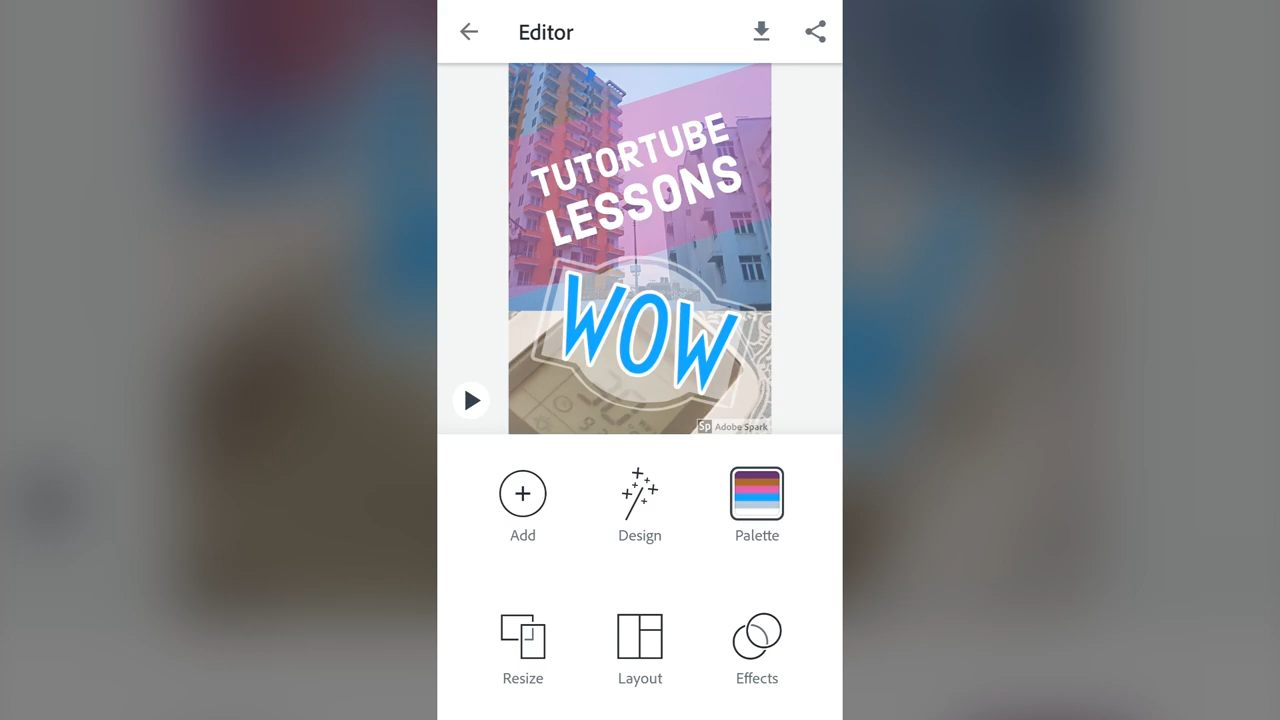 Editor
TUTORTUBE
LESSONS
WOW
Sp Adobe Spark
Add
Design
Palette
Resize
Layout
Effects